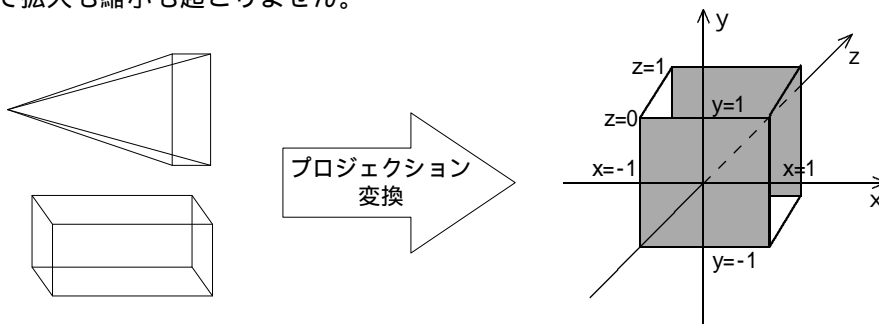 で拡大も縮小も起こりません。
プロジェクション
変換
y
z
z=1
y=1
z=0
x=-1
x=1
x
y=-1